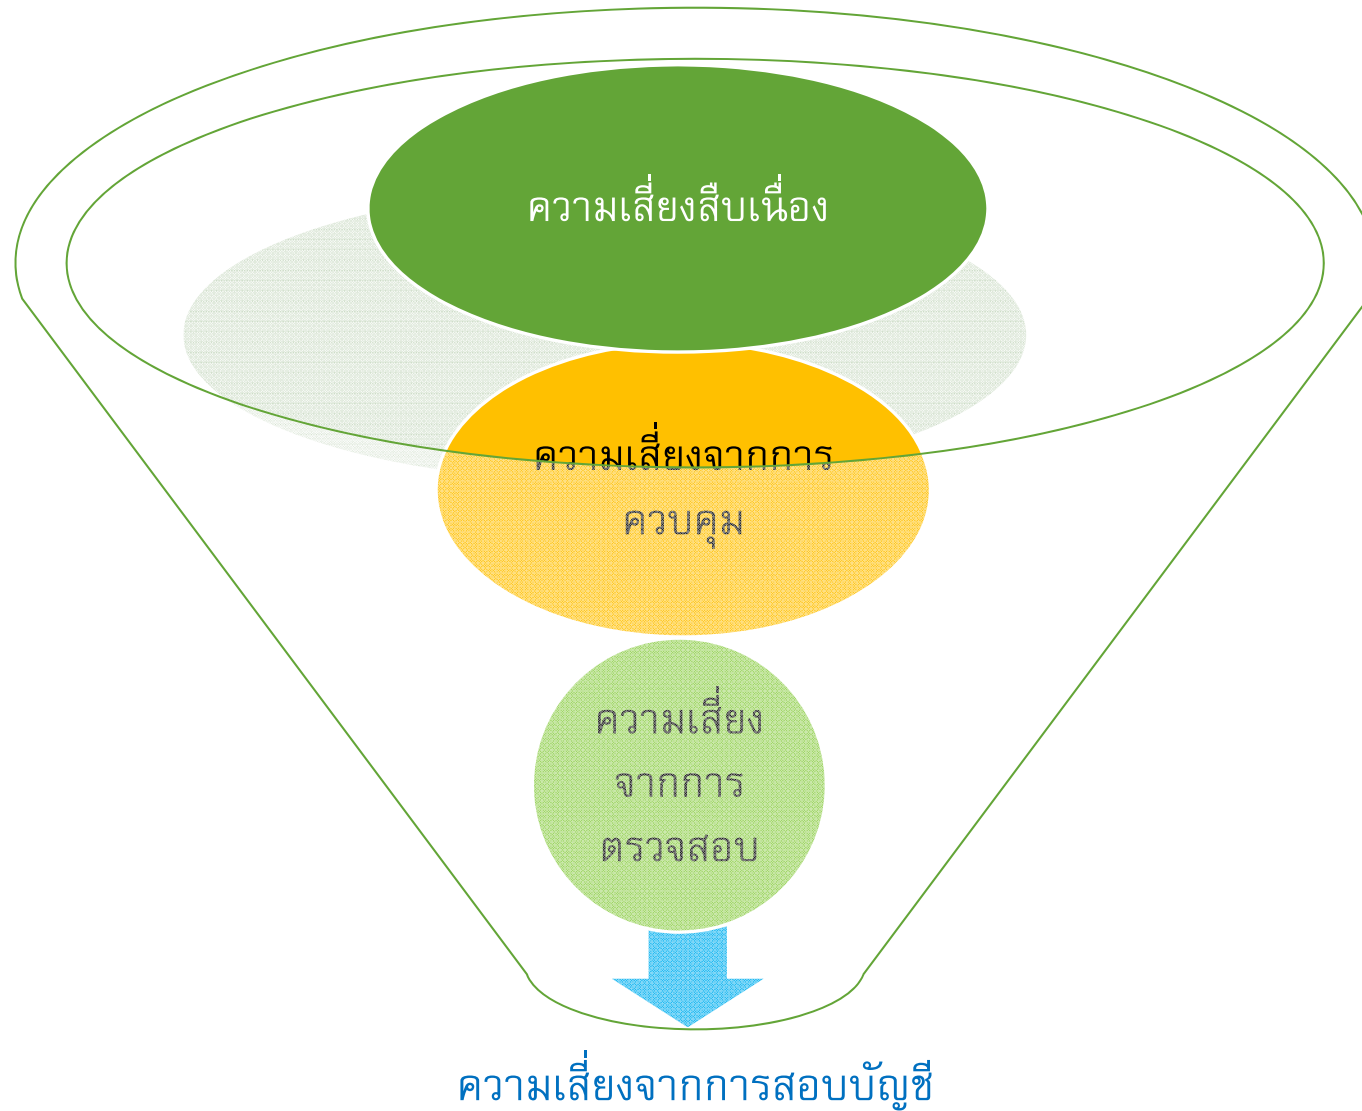 ความเสี่ยงสืบเนื่อง
ความเสี่ยงจากการ
ควบคุม
ความเสี่ยง
จากการ
ตรวจสอบ
ความเสี่ยงจากการสอบบัญชี